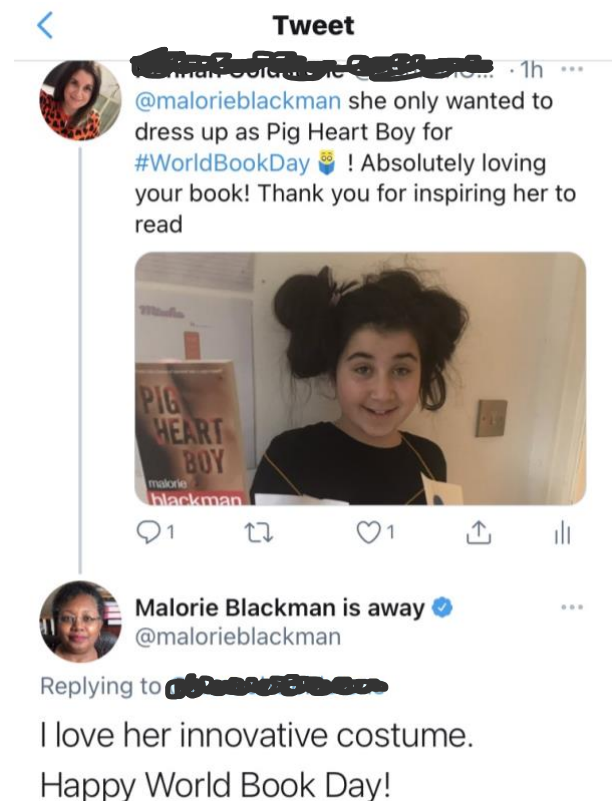 Tweet
· 1h
@malorieblackman she only wanted to
dress up as Pig Heart Boy for
#WorldBookDay ! Absolutely loving
your book! Thank you for inspiring her to
read
PIG
HEART
BOY
malorie
blackman
1
1
Malorie Blackman is away
@malorieblackman
Replying to
I love her innovative costume.
Happy World Book Day!